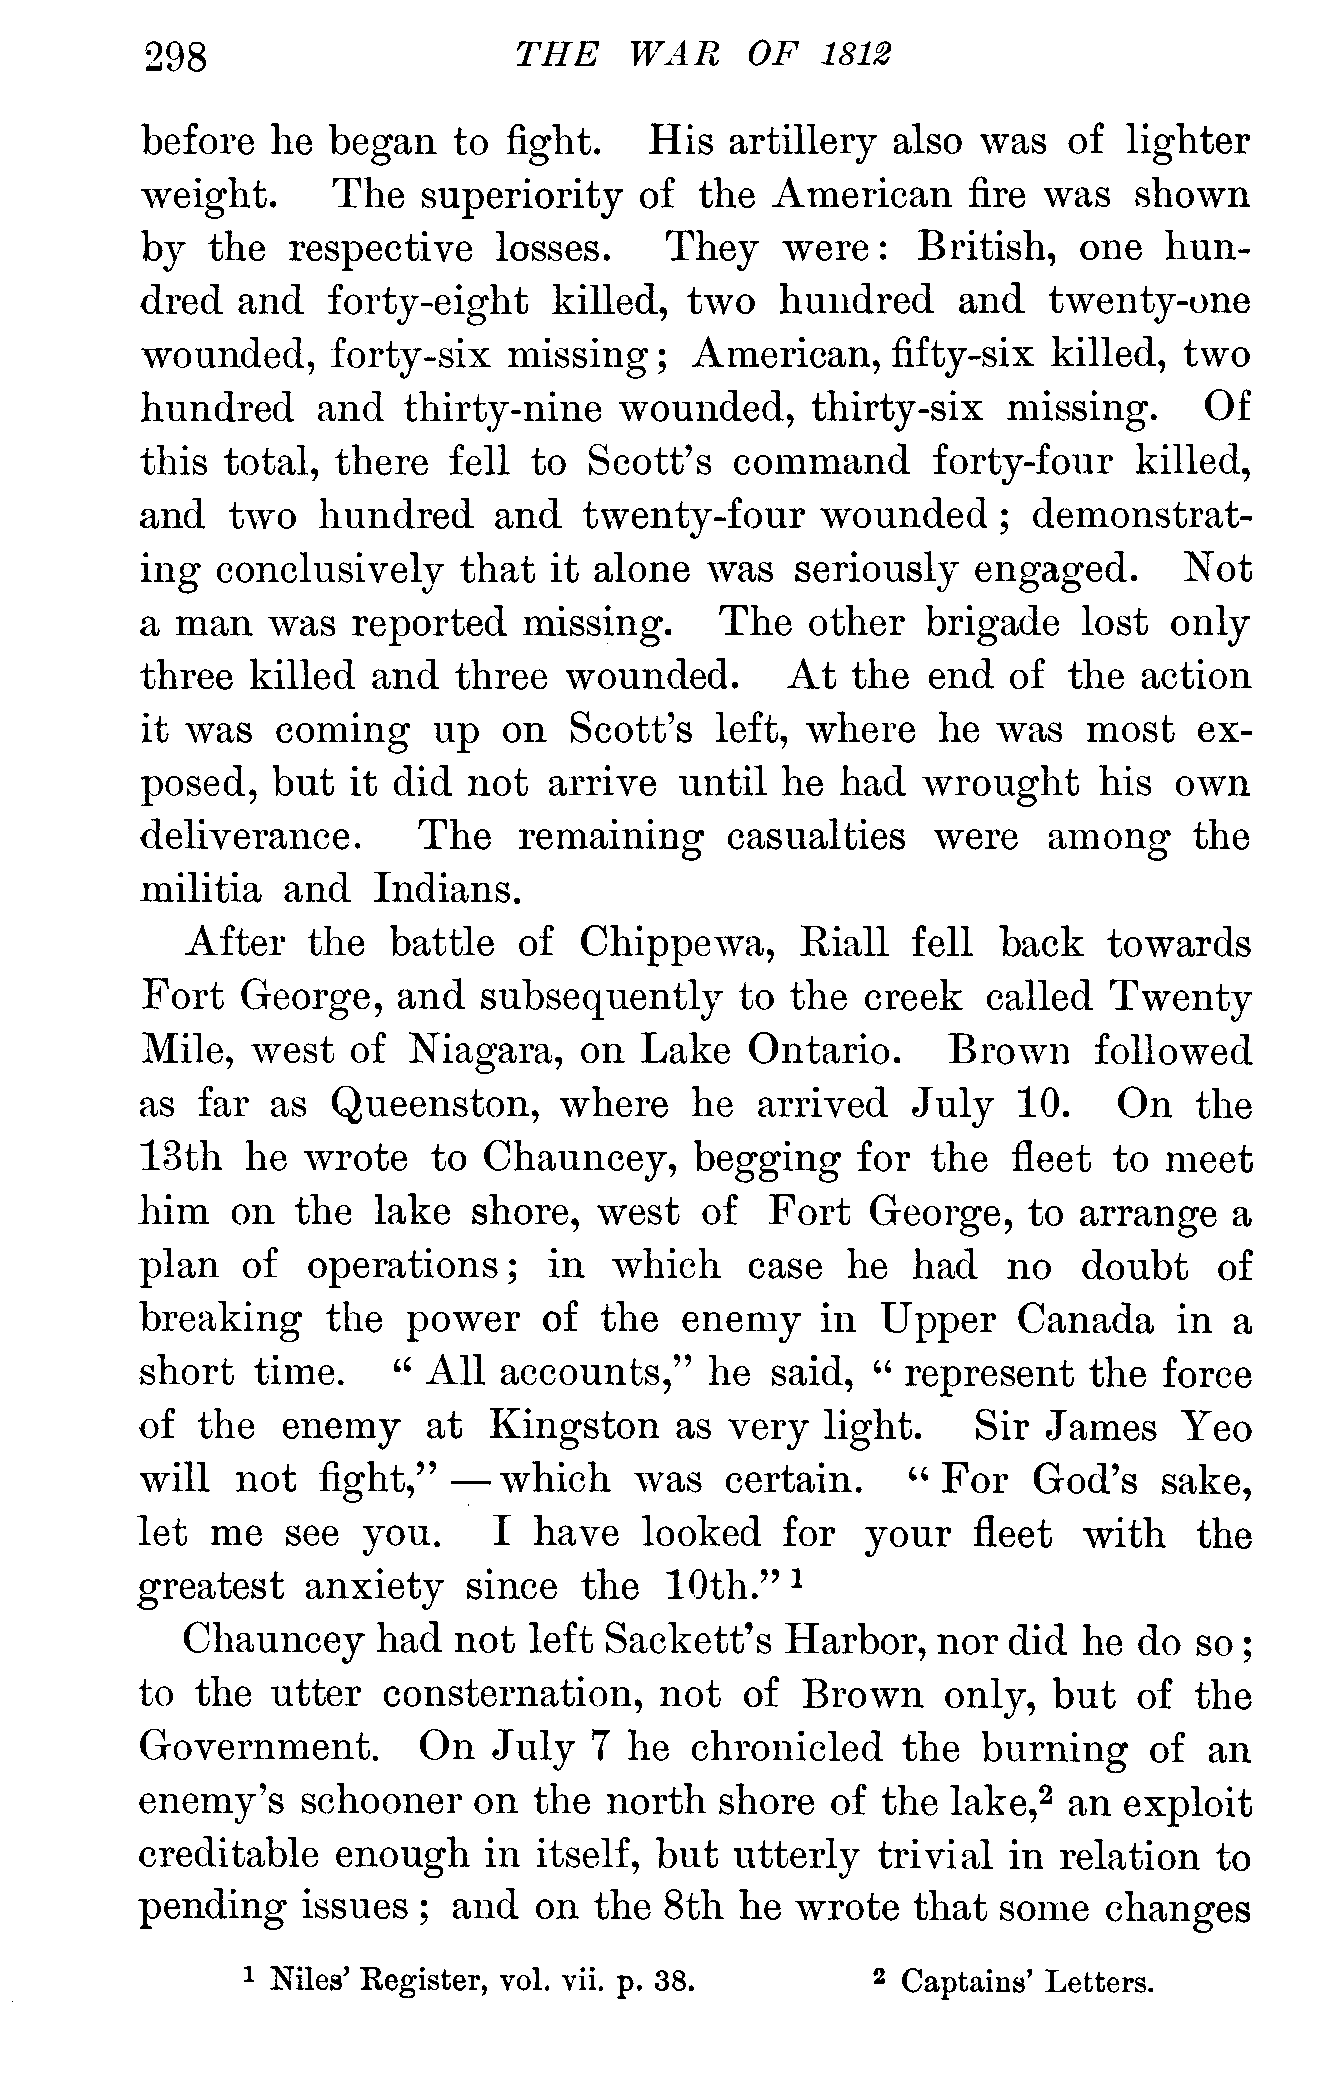 298 THE WAR OF 1812
before he began to fight. His artillery also was of lighter
weight. The superiority of the American fire was shown
by the respective losses. They were: British, one hun-
dred and forty-eight killed, two hundred and twenty-one
wounded, forty-six missing; American, fifty-six killed, two
hundred and thirty-nine wounded, thirty-six missing. Of
this total, there fell to Scott's command forty-four killed,
and two hundred and twenty-four wounded; demonstrat-
ing conclusively that it alone was seriously engaged. Not
a man was reported missing. The other brigade lost only
three killed and three wounded. At the end of the action
it was coming up on Scott's left, where he was most ex-
posed, but it did not arrive until he had wrought his own
deliverance. The remaining casualties were among the
militia and Indians.
After the battle of Chippewa, Riall fell back towards
Fort George, and subsequently to the creek called Twenty
Mile, west of Niagara, on Lake Ontario. Brown followed
as far as Queenston, where he arrived July 10. On the
13th he wrote to Chauncey, begging for the fleet to meet
him on the lake shore, west of Fort George, to arrange a
plan of operations; in which case he had no doubt of
breaking the power of the enemy in Upper Canada in a
short time. " All accounts," he said, " represent the force
of the enemy at Kingston as very light. Sir James Yeo
will not fight," — which was certain. " For God's sake,
let me see you. I have looked for your fleet with the
greatest anxiety since the 10th." ¹
Chauncey had not left Sackett's Harbor, nor did he do so;
to the utter consternation, not of Brown only, but of the
Government. On July 7 he chronicled the burning of an
enemy's schooner on the north shore of the lake,² an exploit
creditable enough in itself, but utterly trivial in relation to
pending issues; and on the 8th he wrote that some changes
¹ Niles' Register, vol. vii. p. 38. ² Captains' Letters.